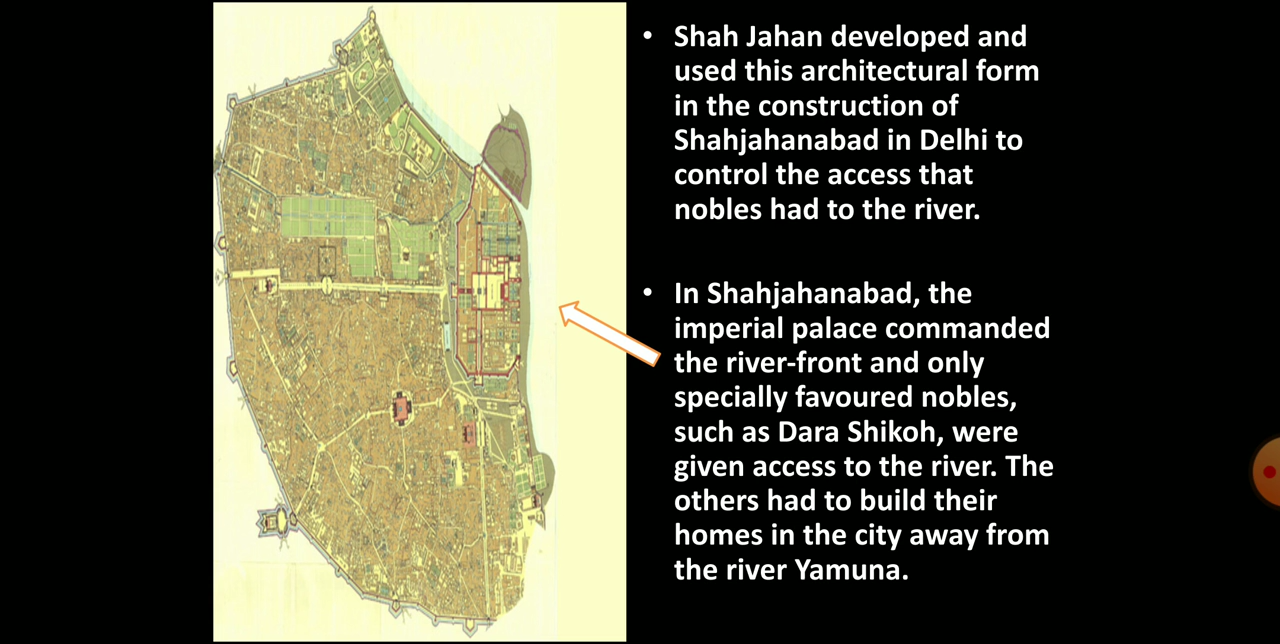 • Shah Jahan developed and
used this architectural form
in the construction of
Shahjahanabad in Delhi to
control the access that
nobles had to the river.
• In Shahjahanabad, the
imperial palace commanded
the river-front and only
specially favoured nobles,
such as Dara Shikoh, were
given access to the river. The
others had to build their
homes in the city away from
the river Yamuna.